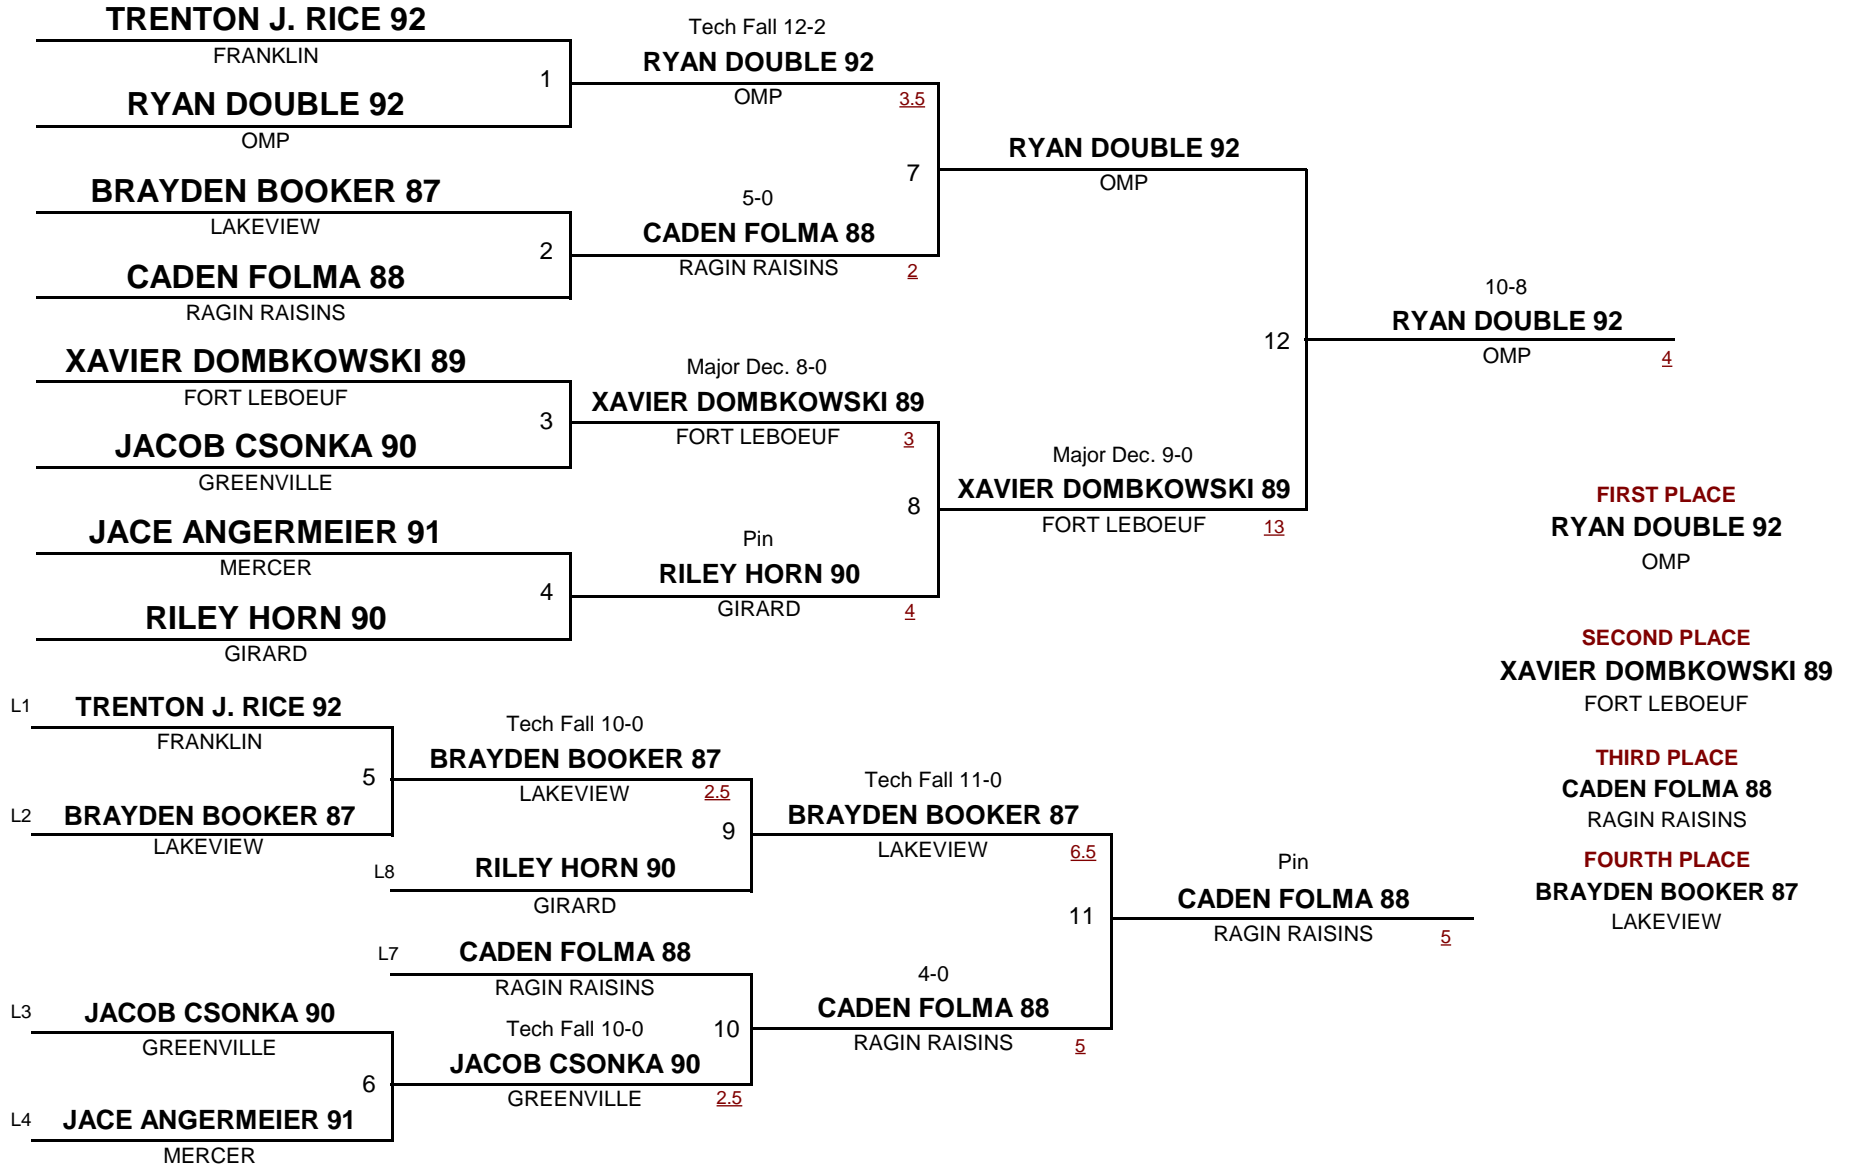 TRENTON J. RICE 92
FRANKLIN
1
RYAN DOUBLE 92
OMP
Tech Fall 12-2
RYAN DOUBLE 92
OMP
3.5
BRAYDEN BOOKER 87
LAKEVIEW
2
CADEN FOLMA 88
RAGIN RAISINS
5-0
CADEN FOLMA 88
RAGIN RAISINS
2
7
RYAN DOUBLE 92
OMP
XAVIER DOMBKOWSKI 89
FORT LEBOEUF
3
JACOB CSONKA 90
GREENVILLE
Major Dec. 8-0
XAVIER DOMBKOWSKI 89
FORT LEBOEUF
3
JACE ANGERMEIER 91
MERCER
4
RILEY HORN 90
GIRARD
Pin
RILEY HORN 90
GIRARD
4
8
Major Dec. 9-0
XAVIER DOMBKOWSKI 89
FORT LEBOEUF
13
12
10-8
RYAN DOUBLE 92
OMP
4
FIRST PLACE
RYAN DOUBLE 92
OMP
SECOND PLACE
XAVIER DOMBKOWSKI 89
FORT LEBOEUF
THIRD PLACE
CADEN FOLMA 88
RAGIN RAISINS
FOURTH PLACE
BRAYDEN BOOKER 87
LAKEVIEW
L1 TRENTON J. RICE 92
FRANKLIN
5
L2 BRAYDEN BOOKER 87
LAKEVIEW
Tech Fall 10-0
BRAYDEN BOOKER 87
LAKEVIEW
2.5
9
L8 RILEY HORN 90
GIRARD
Tech Fall 11-0
BRAYDEN BOOKER 87
LAKEVIEW
6.5
L7 CADEN FOLMA 88
RAGIN RAISINS
L3 JACOB CSONKA 90
GREENVILLE
6
L4 JACE ANGERMEIER 91
MERCER
Tech Fall 10-0
10
JACOB CSONKA 90
GREENVILLE
2.5
4-0
CADEN FOLMA 88
RAGIN RAISINS
5
11
Pin
CADEN FOLMA 88
RAGIN RAISINS
5